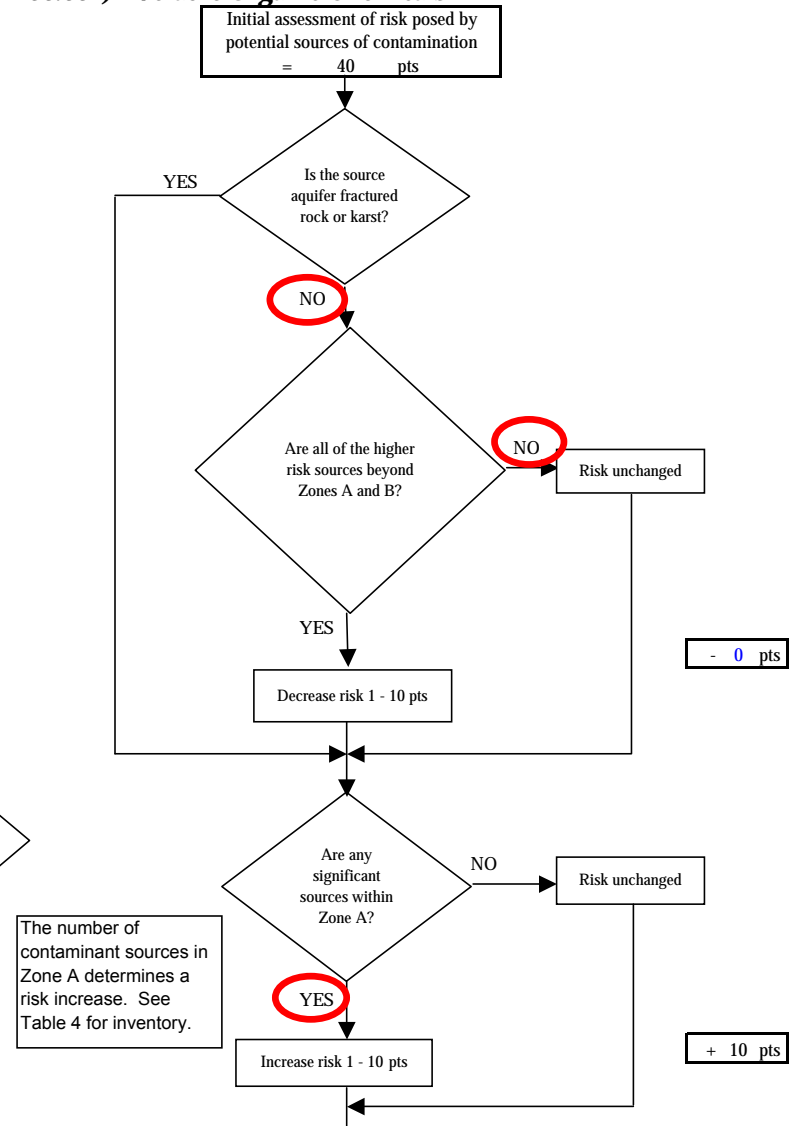 Initial assessment of risk posed by
potential sources of contamination
= 40 pts
Is the source
aquifer fractured
rock or karst?
YES
NO
Are all of the higher
risk sources beyond
Zones A and B?
NO
Risk unchanged
YES
- 0 pts
Decrease risk 1 - 10 pts
Are any
significant
sources within
Zone A?
NO
Risk unchanged
The number of
contaminant sources in
Zone A determines a
risk increase. See
Table 4 for inventory.
YES
Increase risk 1 - 10 pts
+ 10 pts